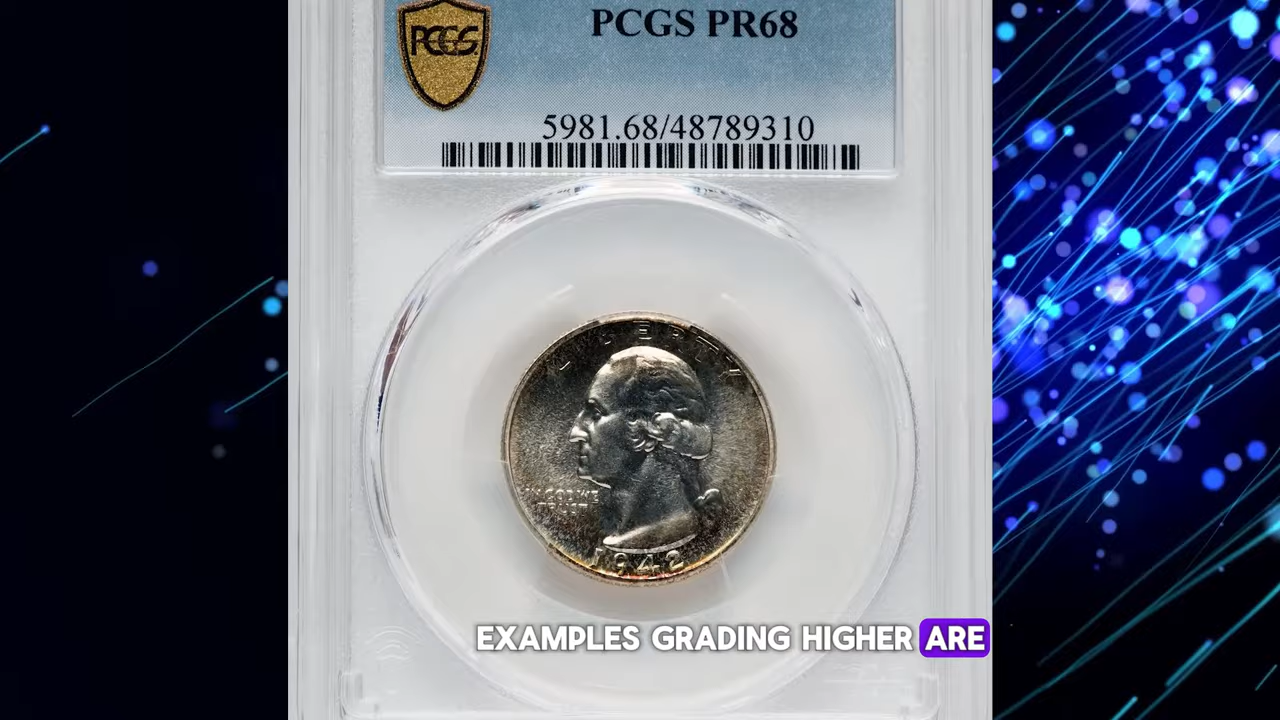 PCGS PR68
PCGS
5981.68/48789310
LIBERTY
IN GOD WE
TRUST
1942
EXAMPLES GRADING HIGHER ARE